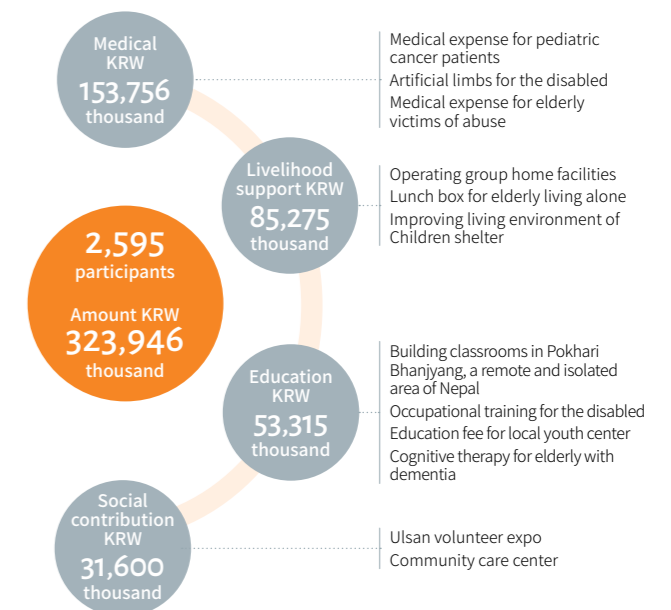 Medical
KRW
153,756
thousand
Medical expense for pediatric
cancer patients
Artificial limbs for the disabled
Medical expense for elderly
victims of abuse
Livelihood
support KRW
85,275
thousand
Operating group home facilities
Lunch box for elderly living alone
Improving living environment of
Children shelter
2,595
participants
Amount KRW
323,946
thousand
Education
KRW
53,315
thousand
Building classrooms in Pokhari
Bhanjyang, a remote and isolated
area of Nepal
Occupational training for the disabled
Education fee for local youth center
Cognitive therapy for elderly with
dementia
Social
contribution
KRW
31,600
thousand
Ulsan volunteer expo
Community care center